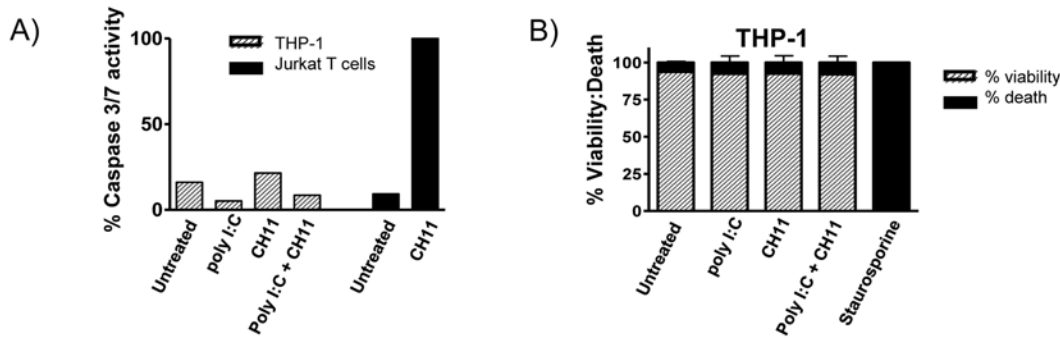 A)
% Caspase 3/7 activity
100
50
0
THP-1
Jurkat T cells
Untreated
poly I:C
CH11
Poly I:C + CH11
Untreated
CH11
B)
THP-1
% Viability:Death
100
75
50
25
0
% viability
% death
Untreated
poly I:C
CH11
Poly I:C + CH11
Staurosporine